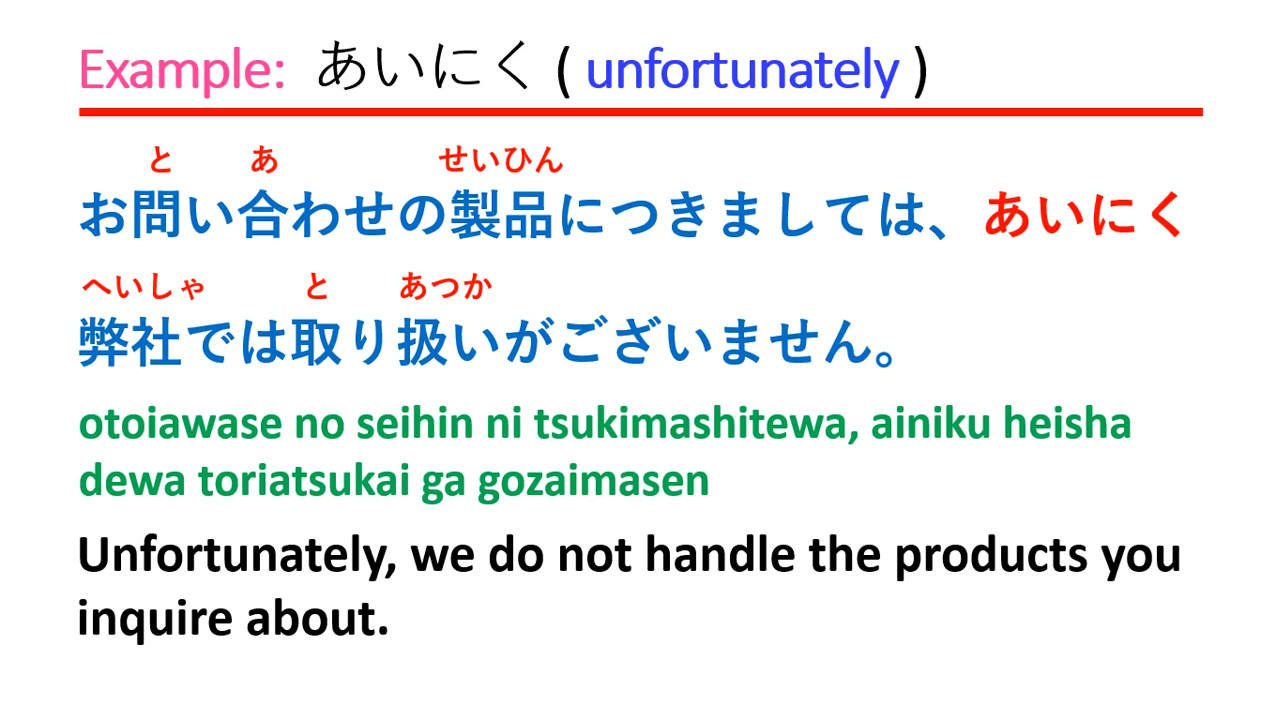 Example: あいにく ( unfortunately )
と あ せいひん
お問い合わせの製品につきましては、あいにく
へいしゃ と あつか
弊社では取り扱いがございません。
otoiawase no seihin ni tsukimashitewa, ainiku heisha
dewa toriatsukai ga gozaimasen
Unfortunately, we do not handle the products you
inquire about.